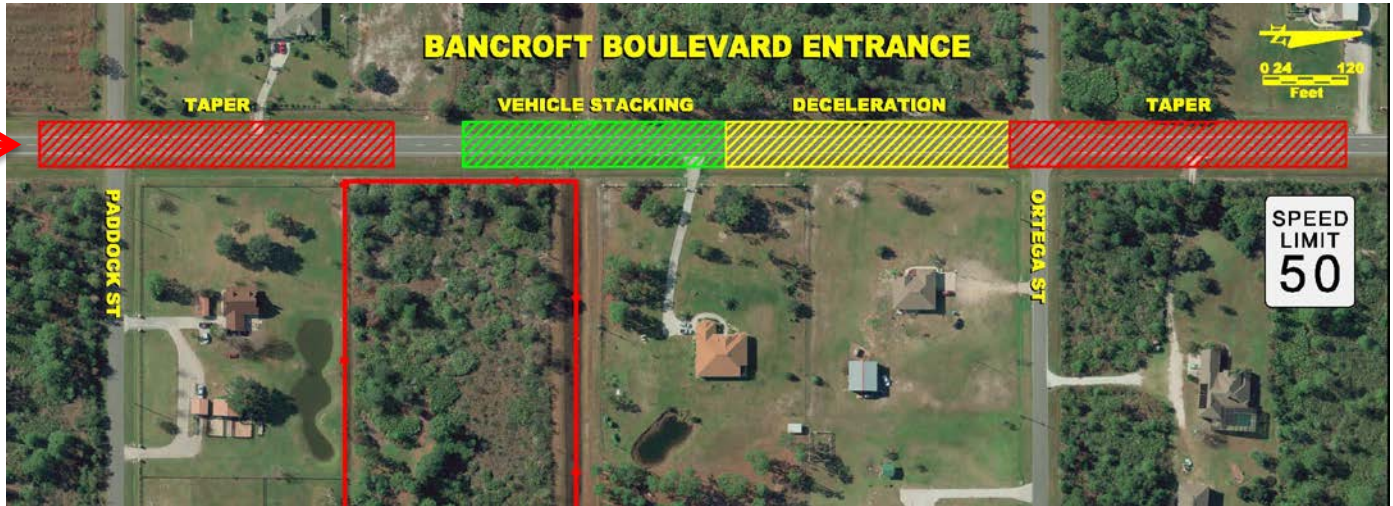 BANCROFT BOULEVARD ENTRANCE
N
0 24 120
Feet
TAPER
VEHICLE STACKING
DECELERATION
TAPER
PADDOCK ST
ORTEGA ST
SPEED
LIMIT
50